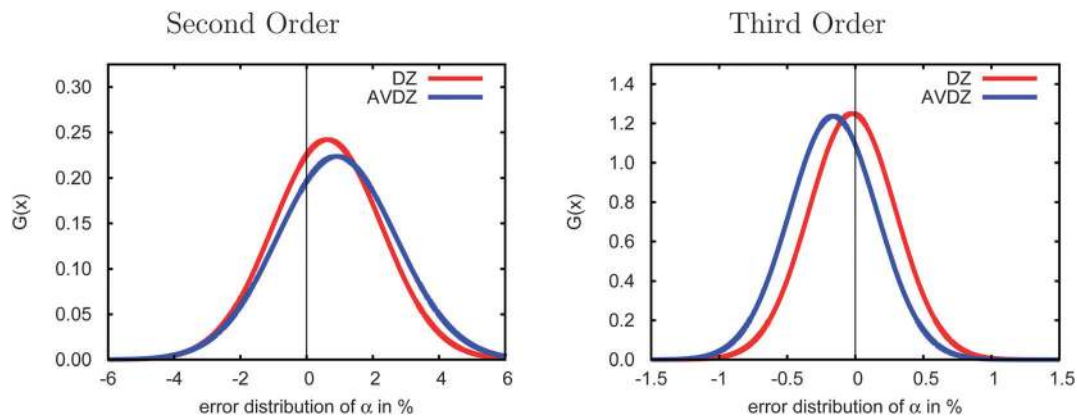 Second Order
DZ
AVDZ
0.30
0.25
0.20
0.15
0.10
0.05
0.00
G(x)
-6 -4 -2 0 2 4 6
error distribution of α in %
Third Order
DZ
AVDZ
1.4
1.2
1.0
0.8
0.6
0.4
0.2
0.0
G(x)
-1.5 -1 -0.5 0 0.5 1 1.5
error distribution of α in %